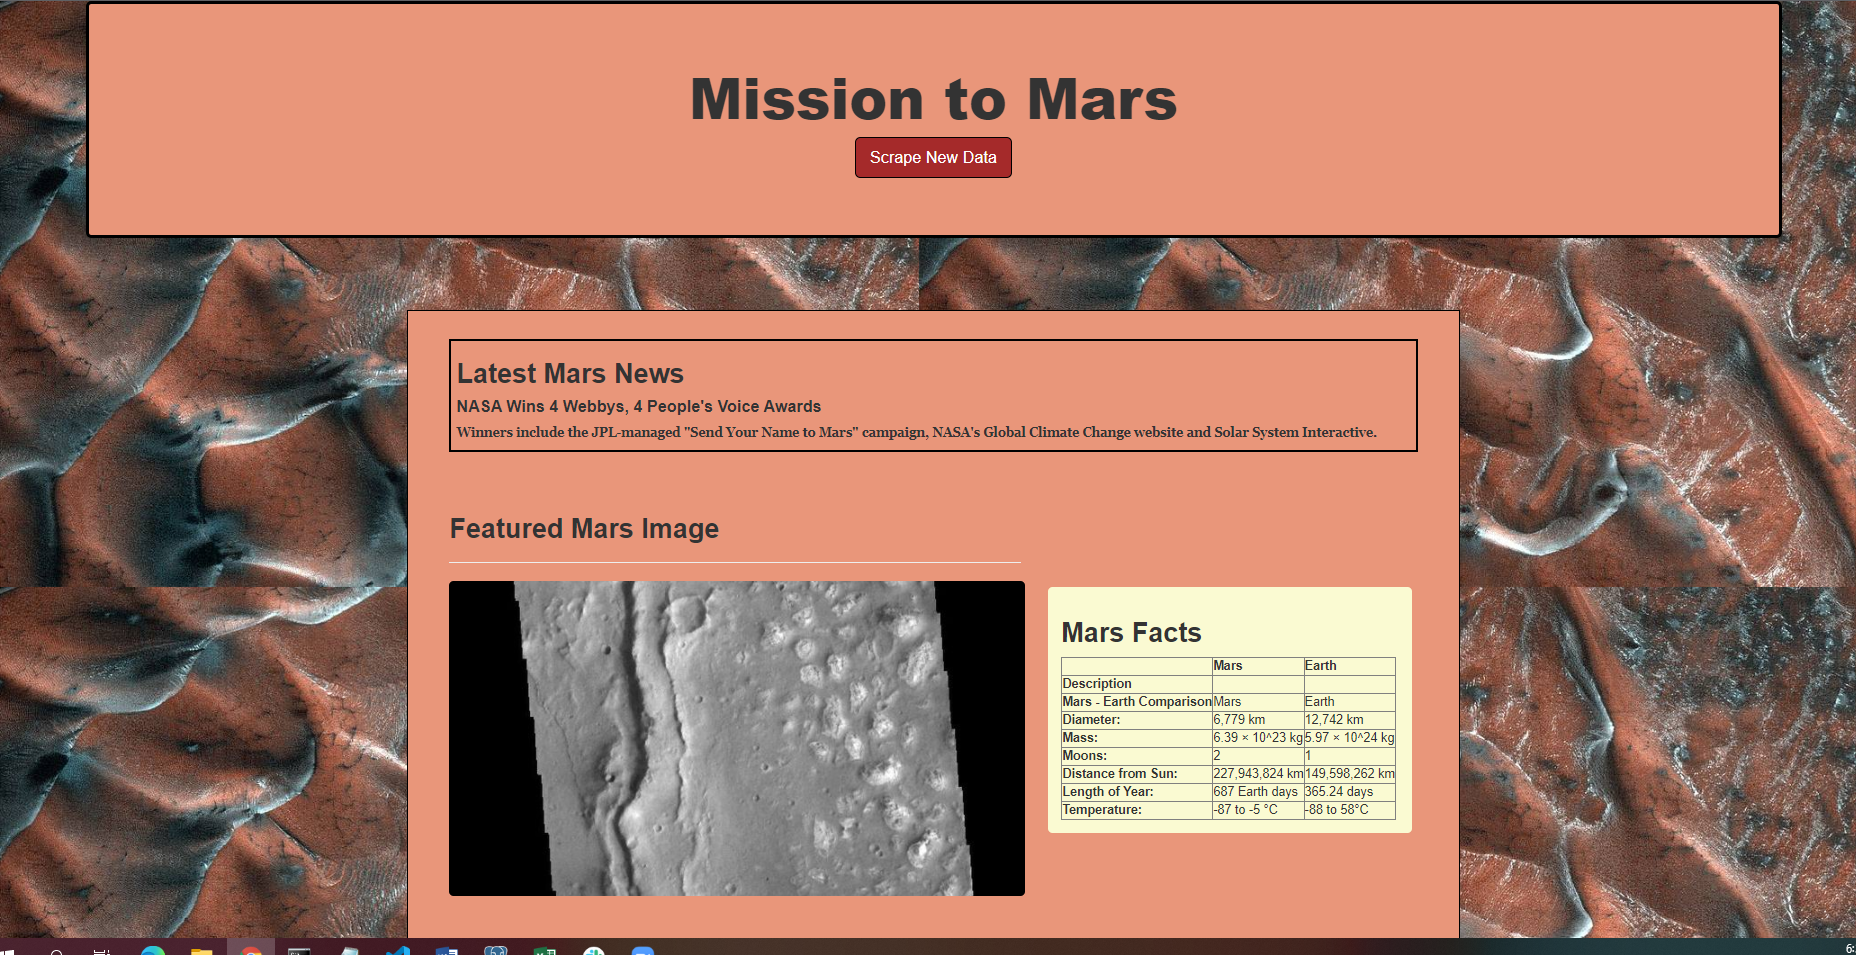 Mission to Mars
Scrape New Data
Latest Mars News
NASA Wins 4 Webbys, 4 People's Voice Awards
Winners include the JPL-managed "Send Your Name to Mars" campaign, NASA's Global Climate Change website and Solar System Interactive.
Featured Mars Image
Mars Facts
Mars Earth
Description
Mars - Earth Comparison Mars Earth
Diameter: 6,779 km 12,742 km
Mass: 6.39 × 10^23 kg 5.97 × 10^24 kg
Moons: 2 1
Distance from Sun: 227,943,824 km 149,598,262 km
Length of Year: 687 Earth days 365.24 days
Temperature: -87 to -5 °C -88 to 58°C